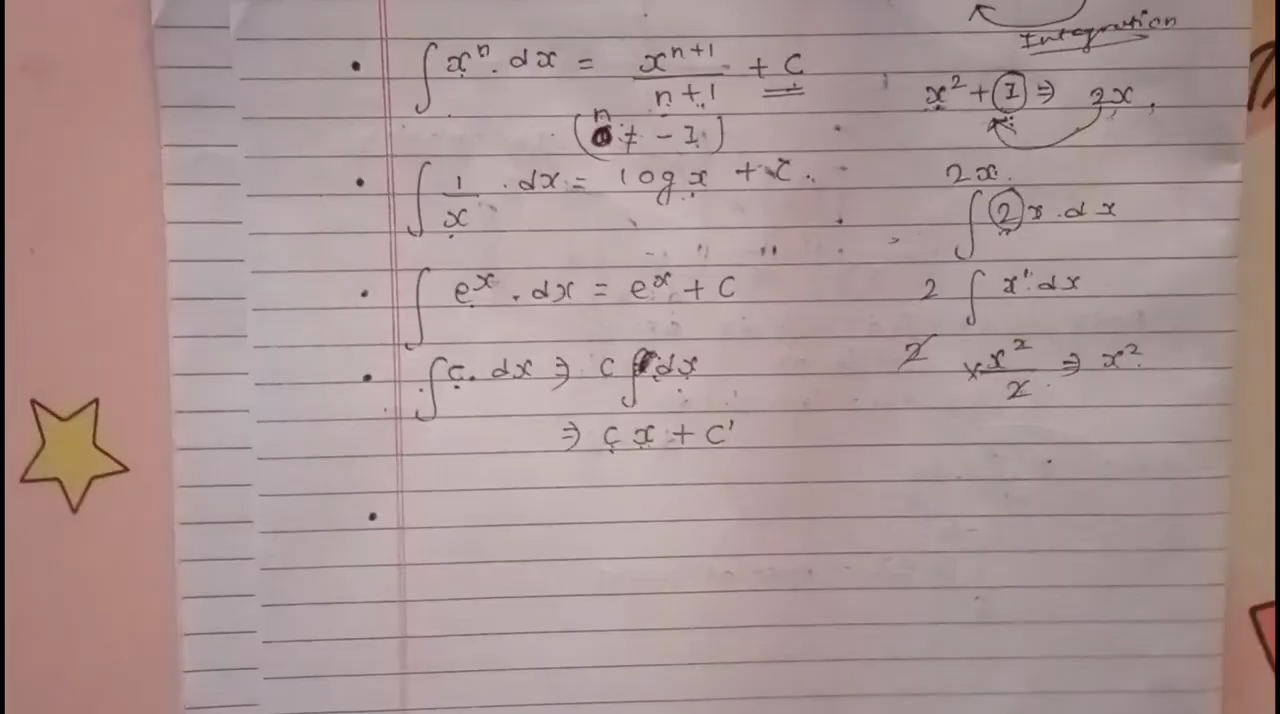 Integration
• ∫ xⁿ . dx = xⁿ⁺¹ / n+1 + C
(n ≠ -1)
• ∫ 1/x . dx = log x + C.
• ∫ eˣ . dx = eˣ + C
• ∫ c. dx ⇒ c ∫ dx
⇒ c x + c'
•
x² + 1 ⇒ 2x,
2x.
∫ 2x . dx
2 ∫ x¹. dx
2 × x²/2 ⇒ x²